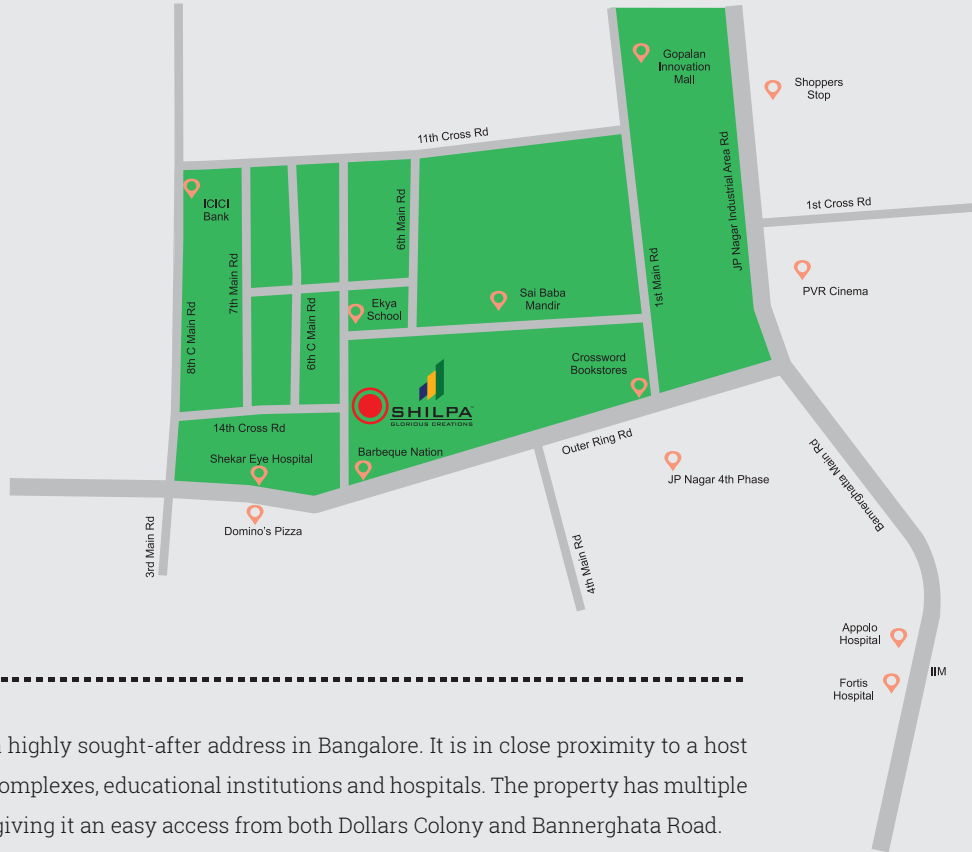 Gopalan
Innovation
Mall
Shoppers
Stop
11th Cross Rd
ICICI
Bank
6th Main Rd
JP Nagar Industrial Area Rd
1st Cross Rd
7th Main Rd
1st Main Rd
PVR Cinema
8th C Main Rd
6th C Main Rd
Ekya
School
Sai Baba
Mandir
Crossword
Bookstores
SHILPA
GLORIOUS CREATIONS
14th Cross Rd
Shekar Eye Hospital
Barbeque Nation
Outer Ring Rd
JP Nagar 4th Phase
Bannerghatta Main Rd
Domino's Pizza
3rd Main Rd
4th Main Rd
Appolo
Hospital
IIM
Fortis
Hospital
highly sought-after address in Bangalore. It is in close proximity to a host
omplexes, educational institutions and hospitals. The property has multiple
giving it an easy access from both Dollars Colony and Bannerghata Road.